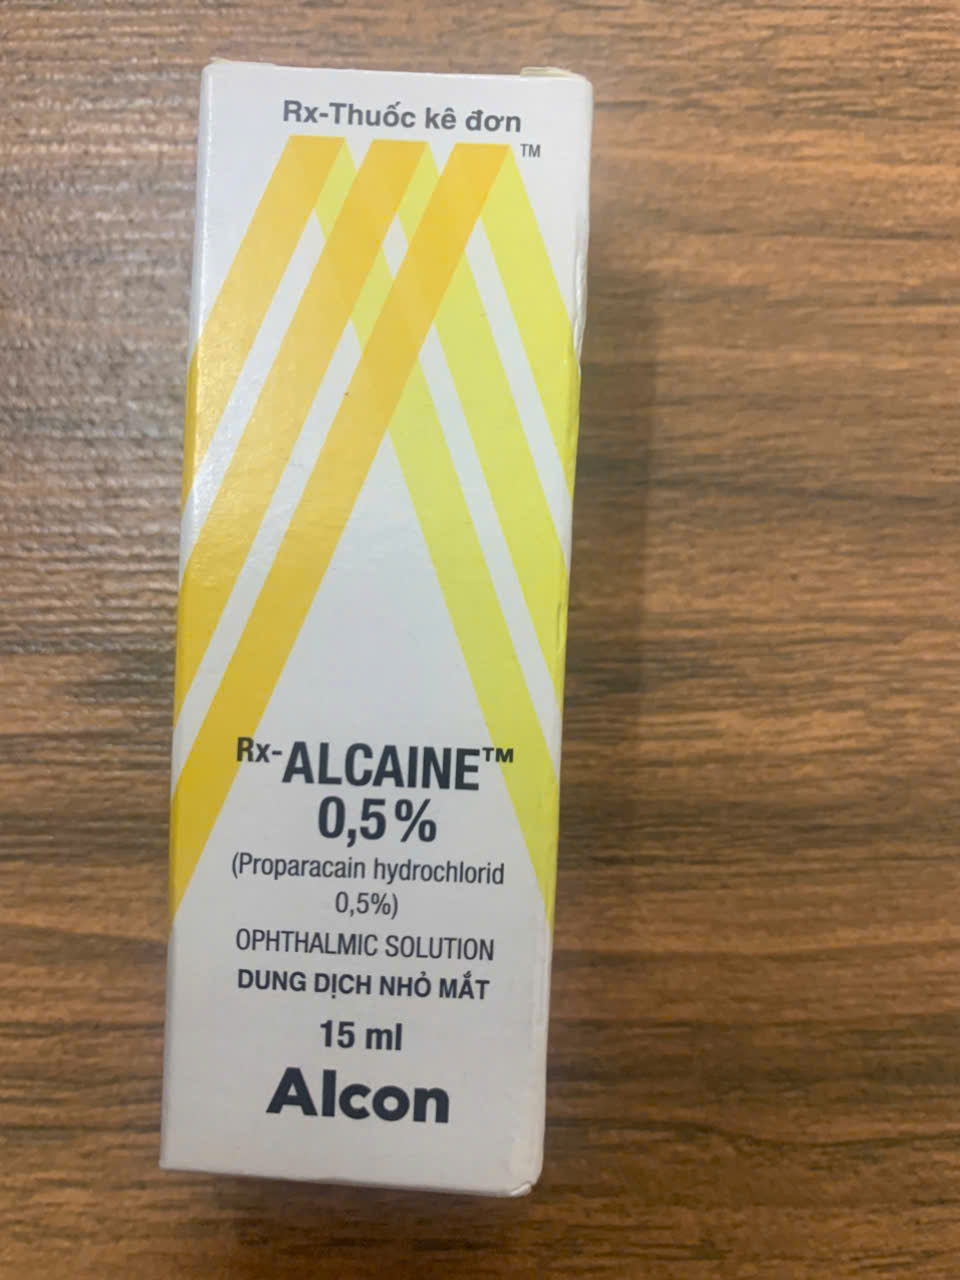 Rx-Thuốc kê đơn
TM
Rx-ALCAINE™
0,5%
(Proparacain hydrochlorid
0,5%)
OPHTHALMIC SOLUTION
DUNG DỊCH NHỎ MẮT
15 ml
Alcon